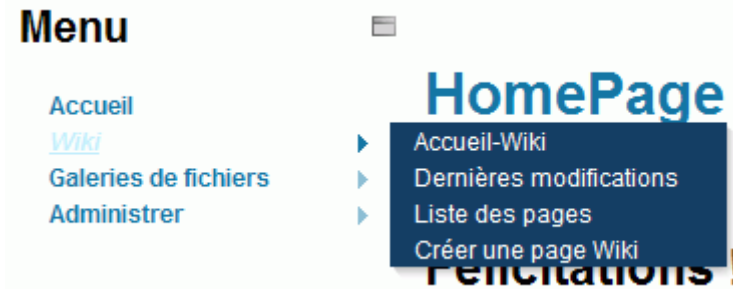 Menu
HomePage
Accueil
Wiki
Galeries de fichiers
Administrer
Accueil-Wiki
Dernières modifications
Liste des pages
Créer une page Wiki
Félicitations !